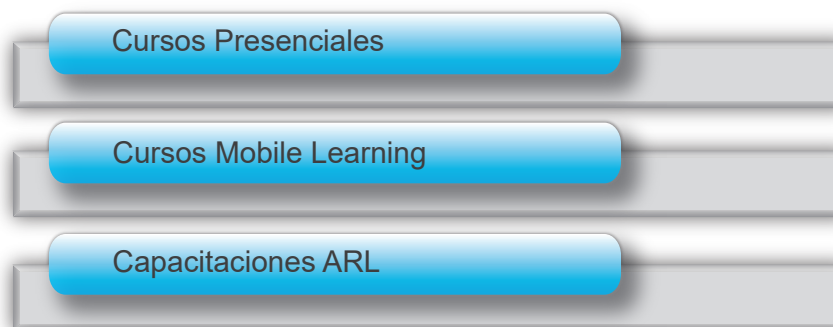 Cursos Presenciales
Cursos Mobile Learning
Capacitaciones ARL